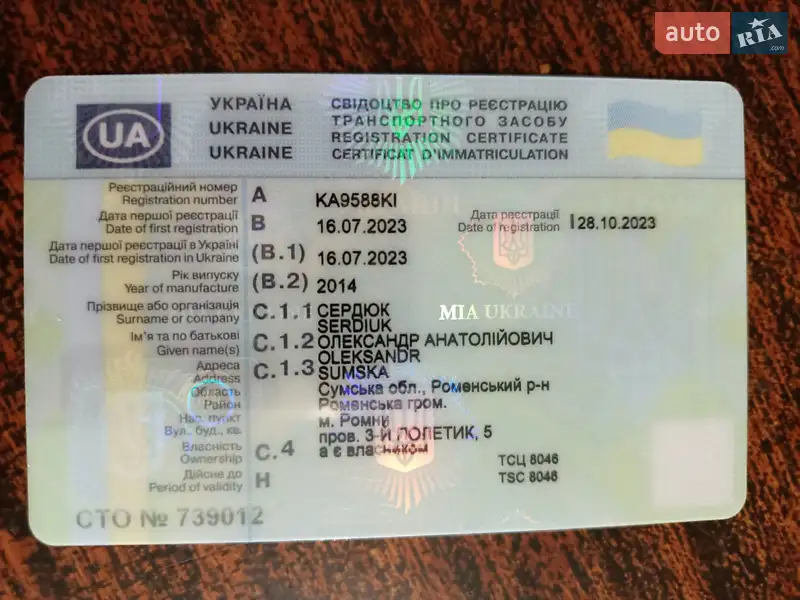 auto RIA .com
UA
УКРАЇНА
UKRAINE
UKRAINE
СВІДОЦТВО ПРО РЕЄСТРАЦІЮ
ТРАНСПОРТНОГО ЗАСОБУ
REGISTRATION CERTIFICATE
CERTIFICAT D'IMMATRICULATION
Реєстраційний номер
Registration number A KA9588KI
Дата першої реєстрації
Date of first registration B 16.07.2023
Дата реєстрації
Date of registration I 28.10.2023
Дата першої реєстрації в Україні
Date of first registration in Ukraine (B.1) 16.07.2023
Рік випуску
Year of manufacture (B.2) 2014
Прізвище або організація
Surname or company C.1.1 СЕРДЮК
SERDIUK
Ім'я та по батькові
Given name(s) C.1.2 ОЛЕКСАНДР АНАТОЛІЙОВИЧ
OLEKSANDR
Адреса
Address C.1.3 SUMSKA
Область Сумська обл., Роменський р-н
Район Роменська гром.
Нас. пункт м. Ромни
Вул., буд., кв. пров. 3-Й ПОЛЕТИК, 5
Власність
Ownership C.4 а є власником
Дійсне до
Period of validity H
ТСЦ 8046
TSC 8046
MIA UKRAINE
СТО № 739012